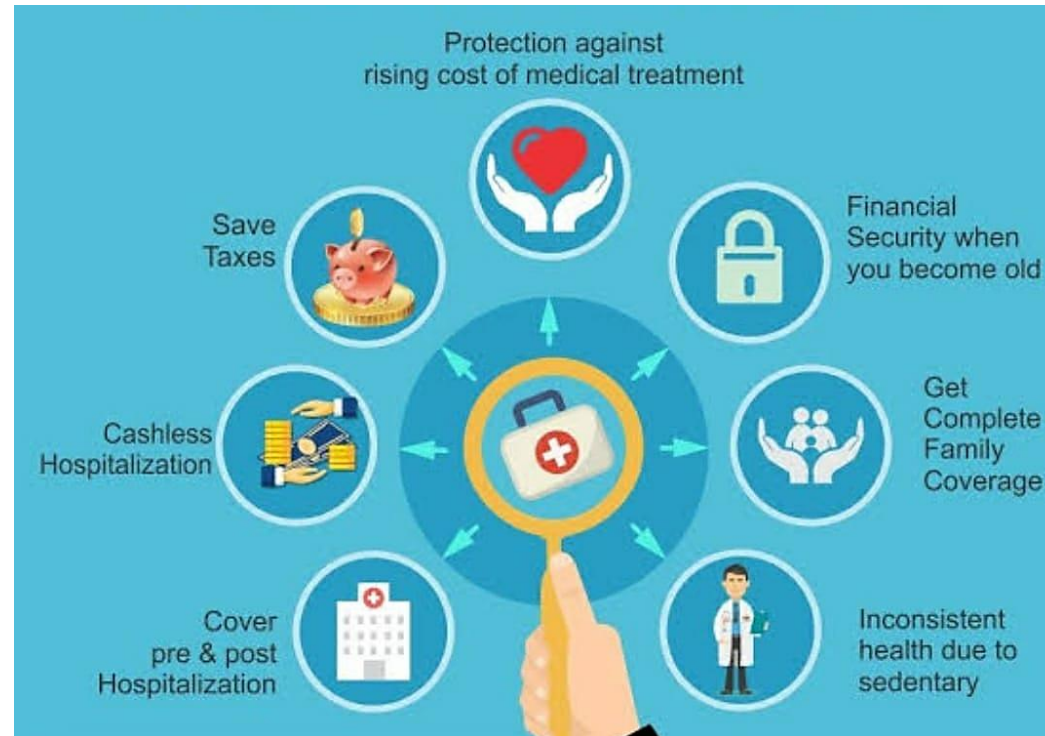 Protection against
rising cost of medical treatment
Save
Taxes
Financial
Security when
you become old
Cashless
Hospitalization
Get
Complete
Family
Coverage
Cover
pre & post
Hospitalization
Inconsistent
health due to
sedentary